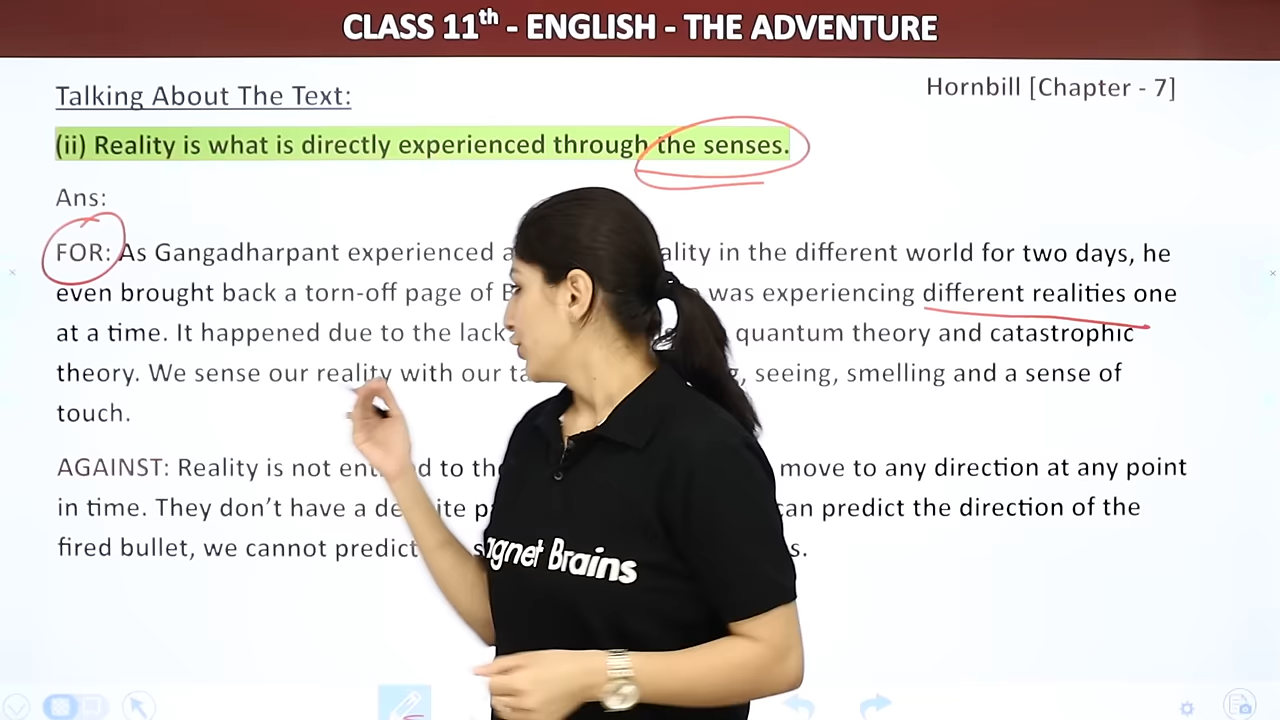 CLASS 11th - ENGLISH - THE ADVENTURE
Talking About The Text:
Hornbill [Chapter - 7]
(ii) Reality is what is directly experienced through the senses.
Ans:
FOR: As Gangadharpant experienced ality in the different world for two days, he
even brought back a torn-off page of was experiencing different realities one
at a time. It happened due to the lack quantum theory and catastrophic
theory. We sense our reality with our seeing, smelling and a sense of
touch.
AGAINST: Reality is not move to any direction at any point
in time. They don't have a can predict the direction of the
fired bullet, we cannot predict
agnet Brains